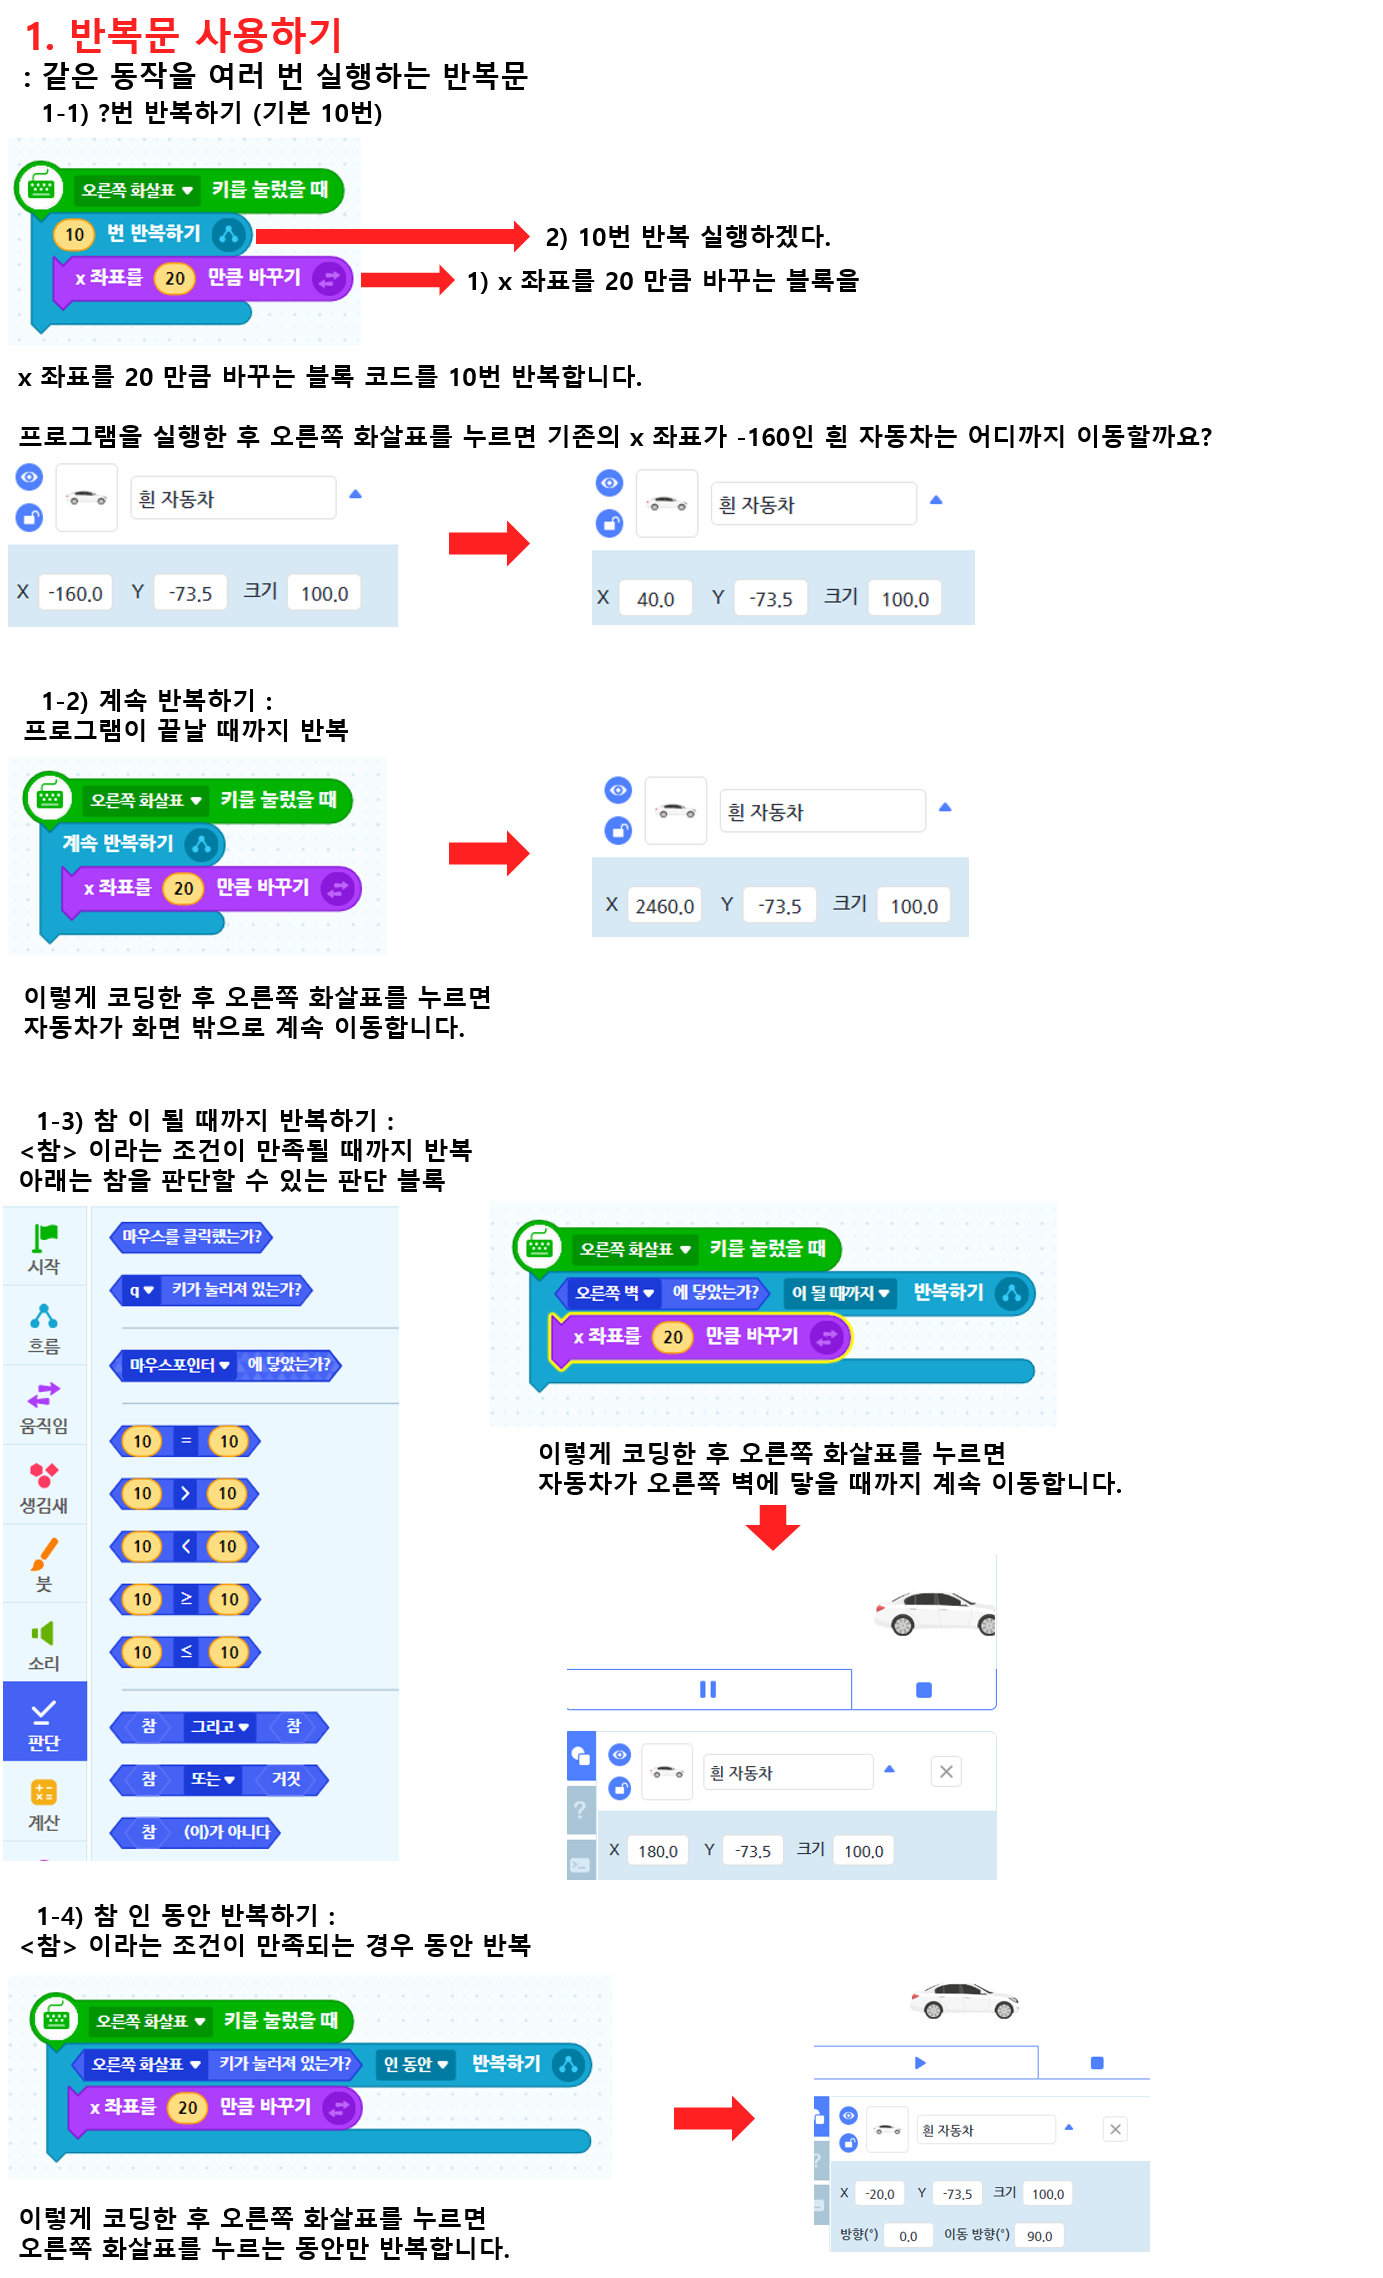 1. 반복문 사용하기
: 같은 동작을 여러 번 실행하는 반복문
1-1) ?번 반복하기 (기본 10번)
오른쪽 화살표 키를 눌렀을 때
10 번 반복하기
2) 10번 반복 실행하겠다.
x 좌표를 20 만큼 바꾸기
1) x 좌표를 20 만큼 바꾸는 블록을
x 좌표를 20 만큼 바꾸는 블록 코드를 10번 반복합니다.
프로그램을 실행한 후 오른쪽 화살표를 누르면 기존의 x 좌표가 -160인 흰 자동차는 어디까지 이동할까요?
흰 자동차
X -160.0 Y -73.5 크기 100.0
흰 자동차
X 40.0 Y -73.5 크기 100.0
1-2) 계속 반복하기 :
프로그램이 끝날 때까지 반복
오른쪽 화살표 키를 눌렀을 때
계속 반복하기
x 좌표를 20 만큼 바꾸기
흰 자동차
X 2460.0 Y -73.5 크기 100.0
이렇게 코딩한 후 오른쪽 화살표를 누르면
자동차가 화면 밖으로 계속 이동합니다.
1-3) 참 이 될 때까지 반복하기 :
<참> 이라는 조건이 만족될 때까지 반복
아래는 참을 판단할 수 있는 판단 블록
시작
흐름
움직임
생김새
붓
소리
판단
계산
마우스를 클릭했는가?
q 키가 눌러져 있는가?
마우스포인터 에 닿았는가?
10 = 10
10 > 10
10 < 10
10 ≥ 10
10 ≤ 10
참 그리고 참
참 또는 거짓
참 (이)가 아니다
오른쪽 화살표 키를 눌렀을 때
오른쪽 벽 에 닿았는가? 이 될 때까지 반복하기
x 좌표를 20 만큼 바꾸기
이렇게 코딩한 후 오른쪽 화살표를 누르면
자동차가 오른쪽 벽에 닿을 때까지 계속 이동합니다.
흰 자동차
?
X 180.0 Y -73.5 크기 100.0
1-4) 참 인 동안 반복하기 :
<참> 이라는 조건이 만족되는 경우 동안 반복
오른쪽 화살표 키를 눌렀을 때
오른쪽 화살표 키가 눌러져 있는가? 인 동안 반복하기
x 좌표를 20 만큼 바꾸기
흰 자동차
?
X -20.0 Y -73.5 크기 100.0
방향(°) 0.0 이동 방향(°) 90.0
이렇게 코딩한 후 오른쪽 화살표를 누르면
오른쪽 화살표를 누르는 동안만 반복합니다.